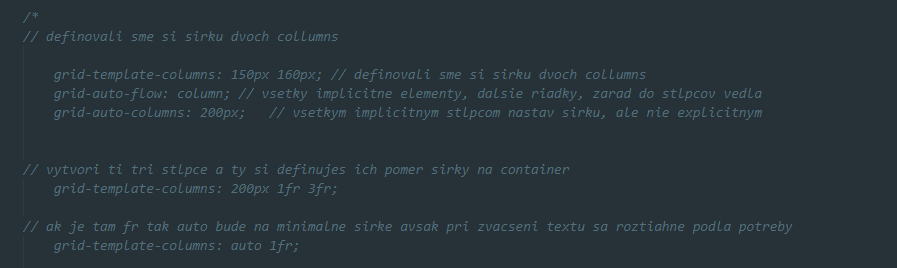 /*
// definovali sme si sirku dvoch collumns
grid-template-columns: 150px 160px; // definovali sme si sirku dvoch collumns
grid-auto-flow: column; // vsetky implicitne elementy, dalsie riadky, zarad do stlpcov vedla
grid-auto-columns: 200px;   // vsetkym implicitnym stlpcom nastav sirku, ale nie explicitnym
// vytvori ti tri stlpce a ty si definujes ich pomer sirky na container
grid-template-columns: 200px 1fr 3fr;
// ak je tam fr tak auto bude na minimalne sirke avsak pri zvacseni textu sa roztiahne podla potreby
grid-template-columns: auto 1fr;